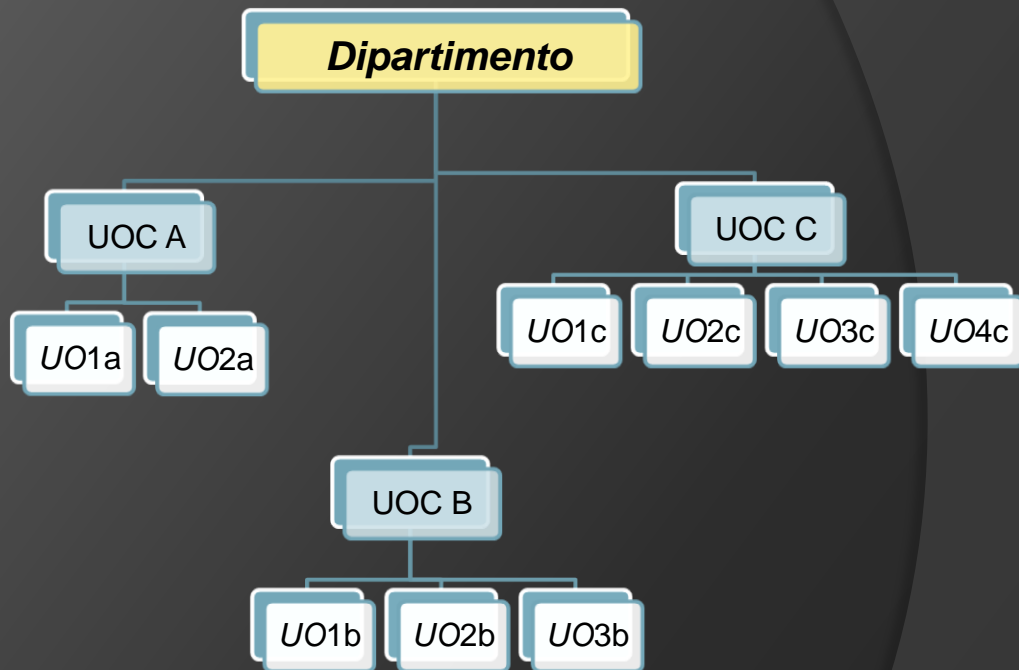 Dipartimento
UOC A
UOC C
UO1a
UO2a
UO1c
UO2c
UO3c
UO4c
UOC B
UO1b
UO2b
UO3b